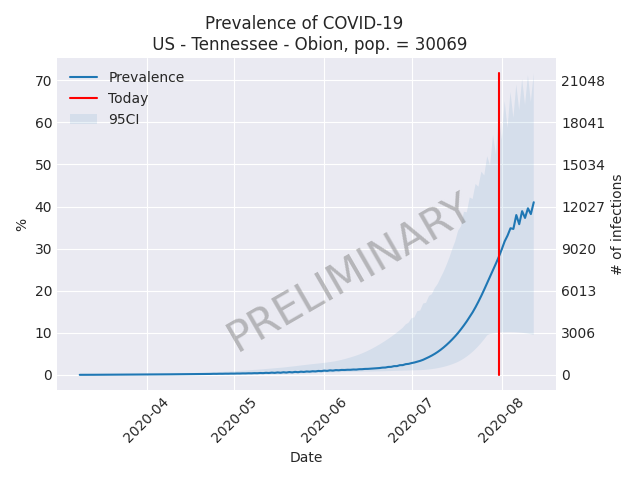 Prevalence of COVID-19
US - Tennessee - Obion, pop. = 30069
Prevalence
Today
95CI
PRELIMINARY
%
70
60
50
40
30
20
10
0
21048
18041
15034
12027
9020
6013
3006
0
# of infections
2020-04
2020-05
2020-06
2020-07
2020-08
Date